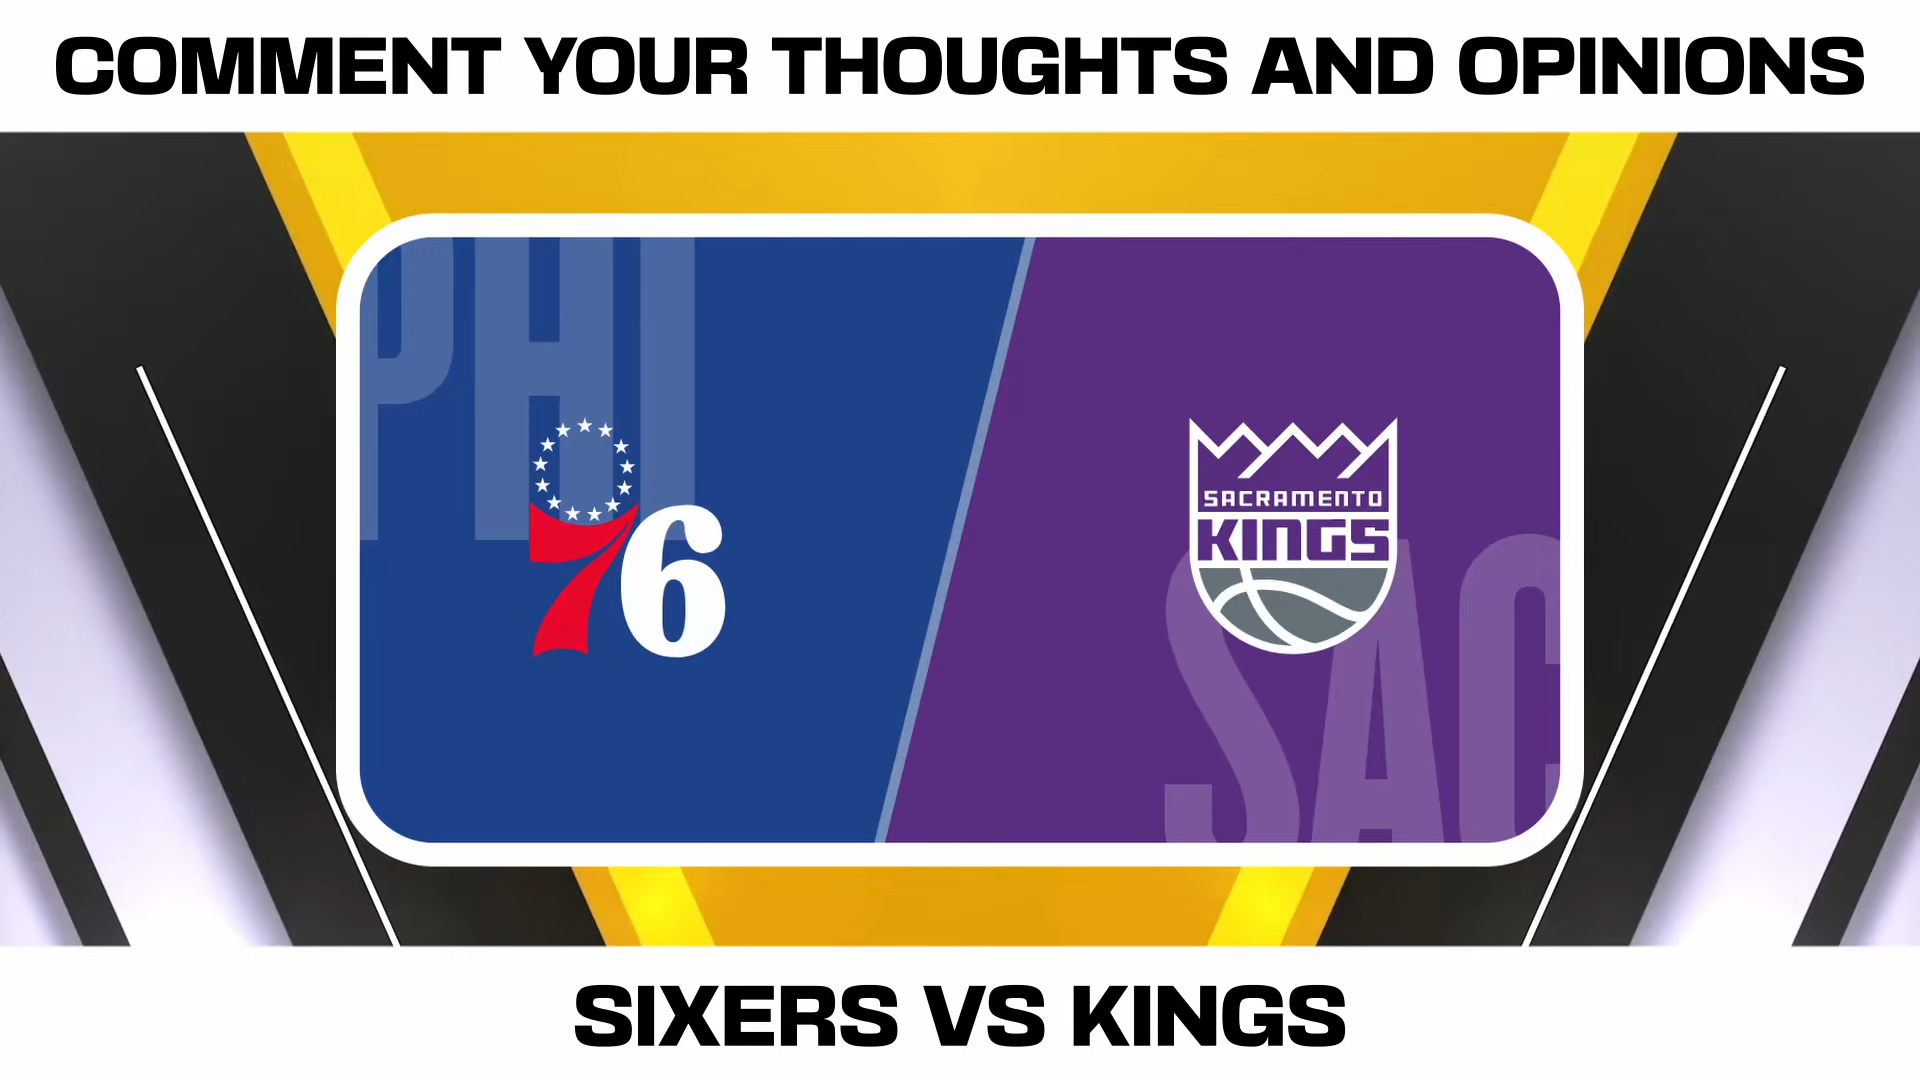 COMMENT YOUR THOUGHTS AND OPINIONS
PHI
76
SACRAMENTO
KINGS
SAC
SIXERS VS KINGS